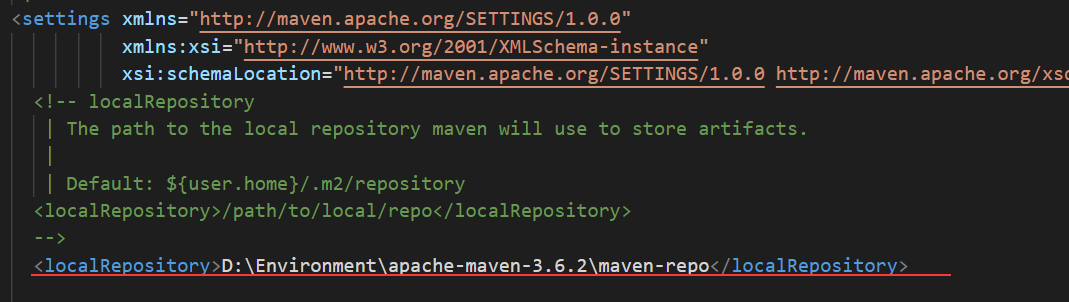 <settings xmlns="http://maven.apache.org/SETTINGS/1.0.0"
xmlns:xsi="http://www.w3.org/2001/XMLSchema-instance"
xsi:schemaLocation="http://maven.apache.org/SETTINGS/1.0.0 http://maven.apache.org/xsd
<!-- localRepository
| The path to the local repository maven will use to store artifacts.
|
| Default: ${user.home}/.m2/repository
<localRepository>/path/to/local/repo</localRepository>
-->
<localRepository>D:\Environment\apache-maven-3.6.2\maven-repo</localRepository>